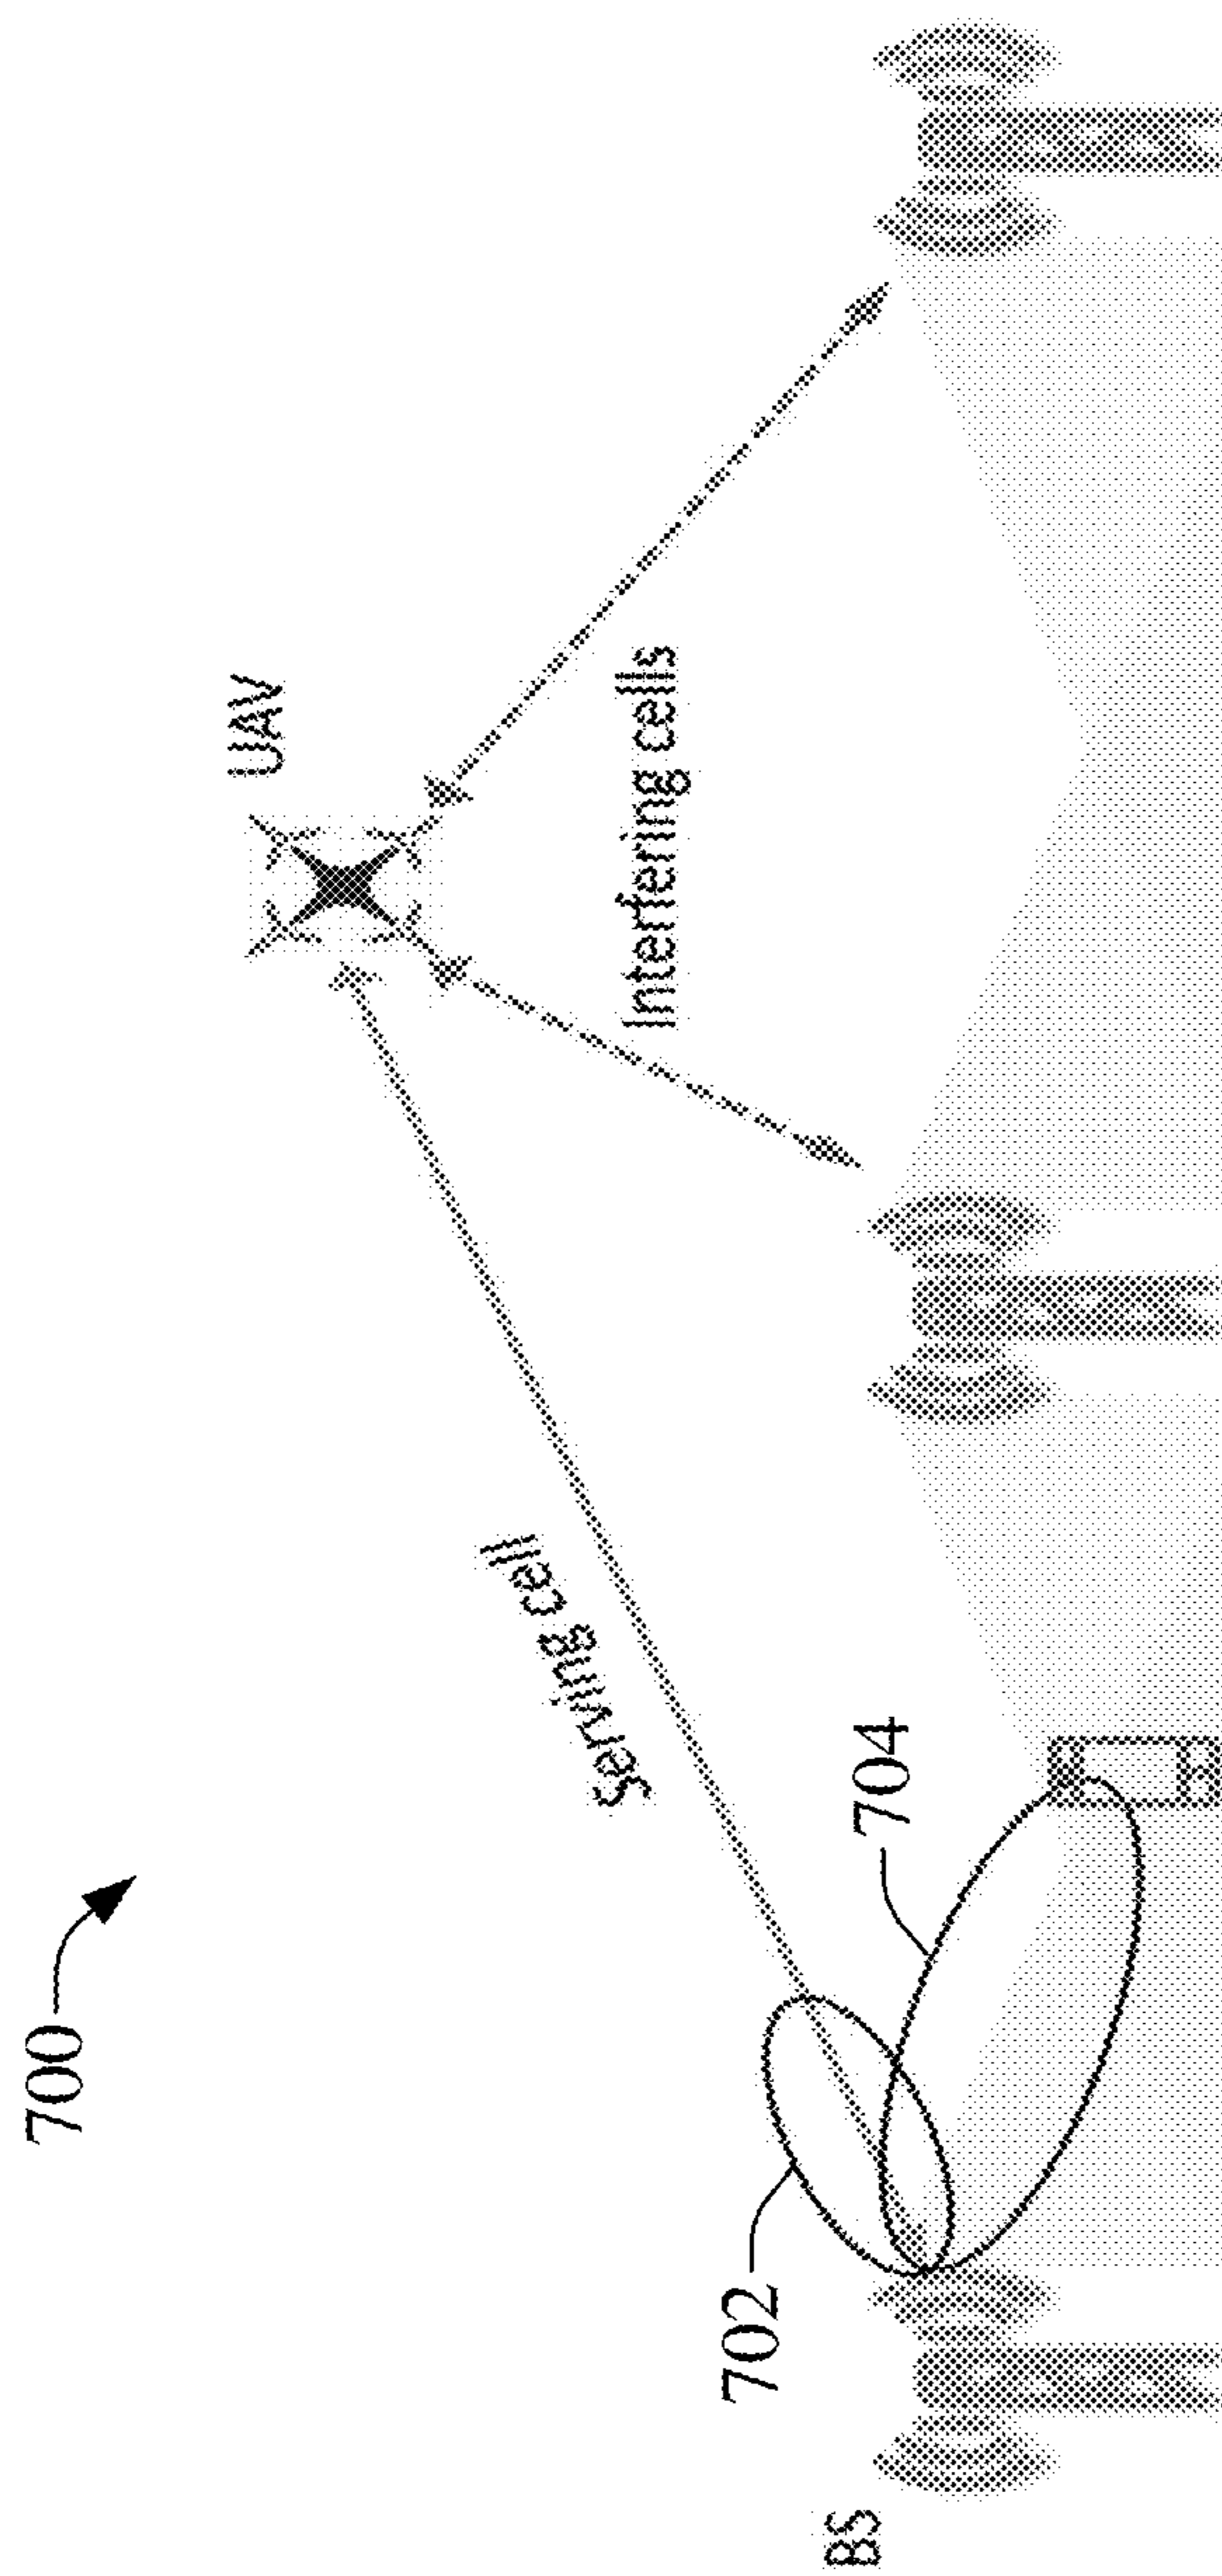 700
UAV
Serving cell
Interfering cells
702
704
BS